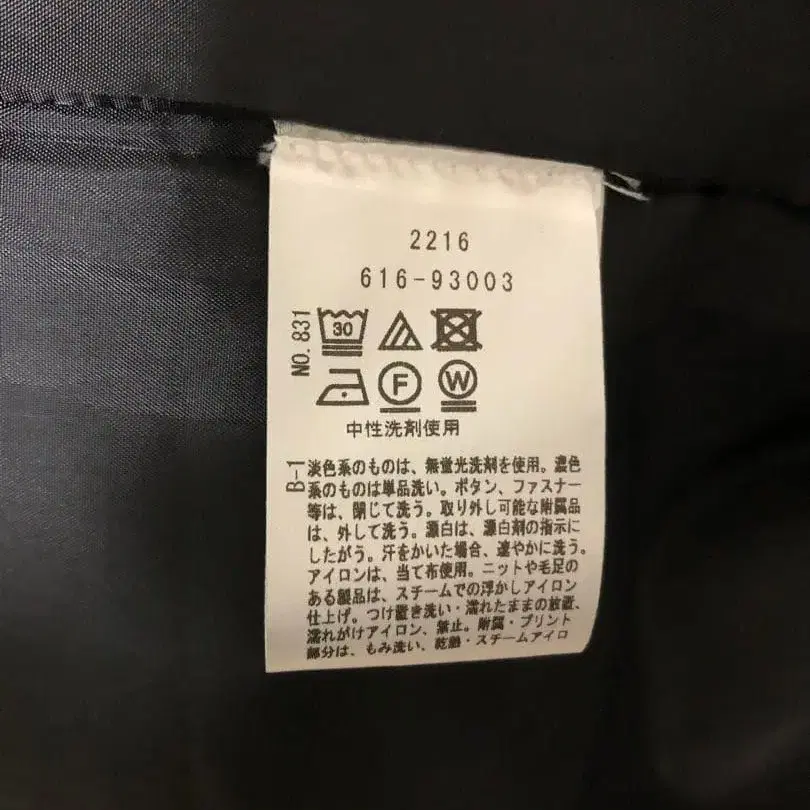 2216
616-93003
NO. 831
30
F W
中性洗剤使用
B-1
淡色系のものは、無蛍光洗剤を使用。濃色
系のものは単品洗い。ボタン、ファスナー
等は、閉じて洗う。取り外し可能な附属品
は、外して洗う。漂白は、漂白剤の指示に
したがう。汗をかいた場合、速やかに洗う。
アイロンは、当て布使用。ニットや毛足の
ある製品は、スチームでの浮かしアイロン
仕上げ。つけ置き洗い・濡れたままの放置、
濡れがけアイロン、無止。附属・プリント
部分は、もみ洗い、乾熱・スチームアイロ